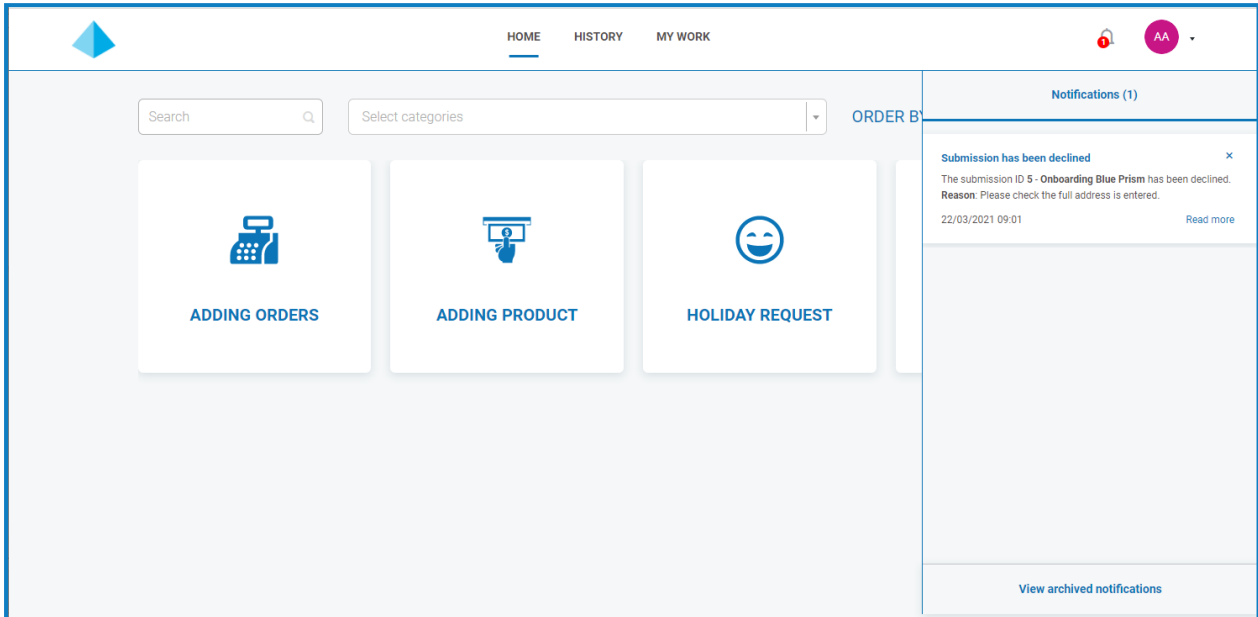 HOME HISTORY MY WORK
1
AA
Search
Select categories
ORDER BY
Notifications (1)
Submission has been declined
The submission ID 5 - Onboarding Blue Prism has been declined.
Reason: Please check the full address is entered.
22/03/2021 09:01 Read more
ADDING ORDERS
ADDING PRODUCT
HOLIDAY REQUEST
View archived notifications